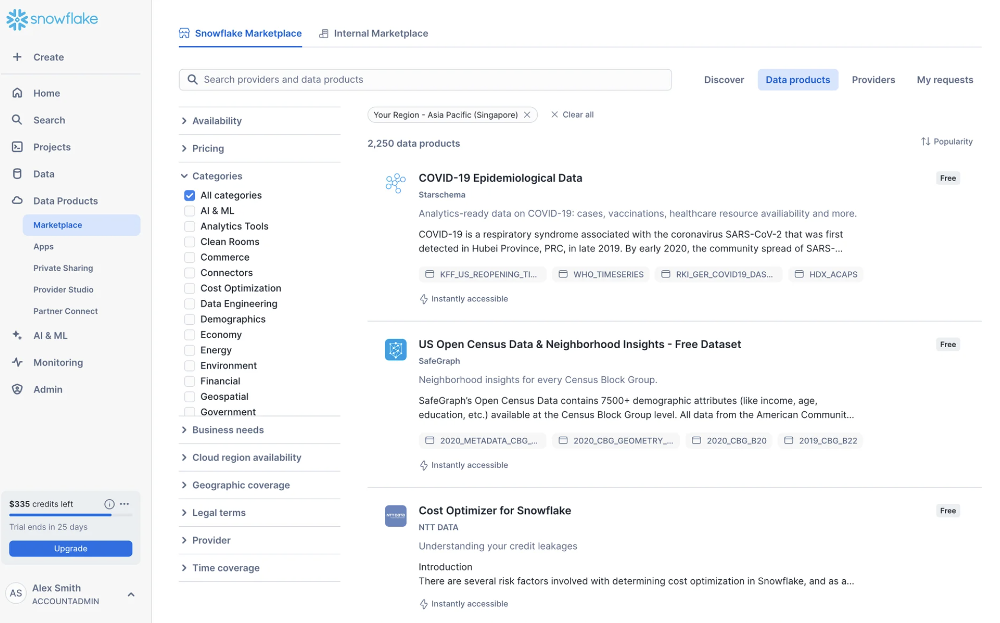 snowflake
Create
Home
Search
Projects
Data
Data Products
Marketplace
Apps
Private Sharing
Provider Studio
Partner Connect
AI & ML
Monitoring
Admin
$335 credits left
Trial ends in 25 days
Upgrade
AS
Alex Smith
ACCOUNTADMIN
Snowflake Marketplace
Internal Marketplace
Search providers and data products
Discover
Data products
Providers
My requests
Availability
Pricing
Categories
All categories
AI & ML
Analytics Tools
Clean Rooms
Commerce
Connectors
Cost Optimization
Data Engineering
Demographics
Economy
Energy
Environment
Financial
Geospatial
Government
Business needs
Cloud region availability
Geographic coverage
Legal terms
Provider
Time coverage
Your Region - Asia Pacific (Singapore)
Clear all
2,250 data products
Popularity
COVID-19 Epidemiological Data
Free
Starschema
Analytics-ready data on COVID-19: cases, vaccinations, healthcare resource availiability and more.
COVID-19 is a respiratory syndrome associated with the coronavirus SARS-CoV-2 that was first
detected in Hubei Province, PRC, in late 2019. By early 2020, the community spread of SARS-...
KFF_US_REOPENING_TI...
WHO_TIMESERIES
RKI_GER_COVID19_DAS...
HDX_ACAPS
Instantly accessible
US Open Census Data & Neighborhood Insights - Free Dataset
Free
SafeGraph
Neighborhood insights for every Census Block Group.
SafeGraph’s Open Census Data contains 7500+ demographic attributes (like income, age,
education, etc.) available at the Census Block Group level. All data from the American Communit...
2020_METADATA_CBG_...
2020_CBG_GEOMETRY_...
2020_CBG_B20
2019_CBG_B22
Instantly accessible
NTT DATA
Cost Optimizer for Snowflake
Free
NTT DATA
Understanding your credit leakages
Introduction
There are several risk factors involved with determining cost optimization in Snowflake, and as a...
Instantly accessible